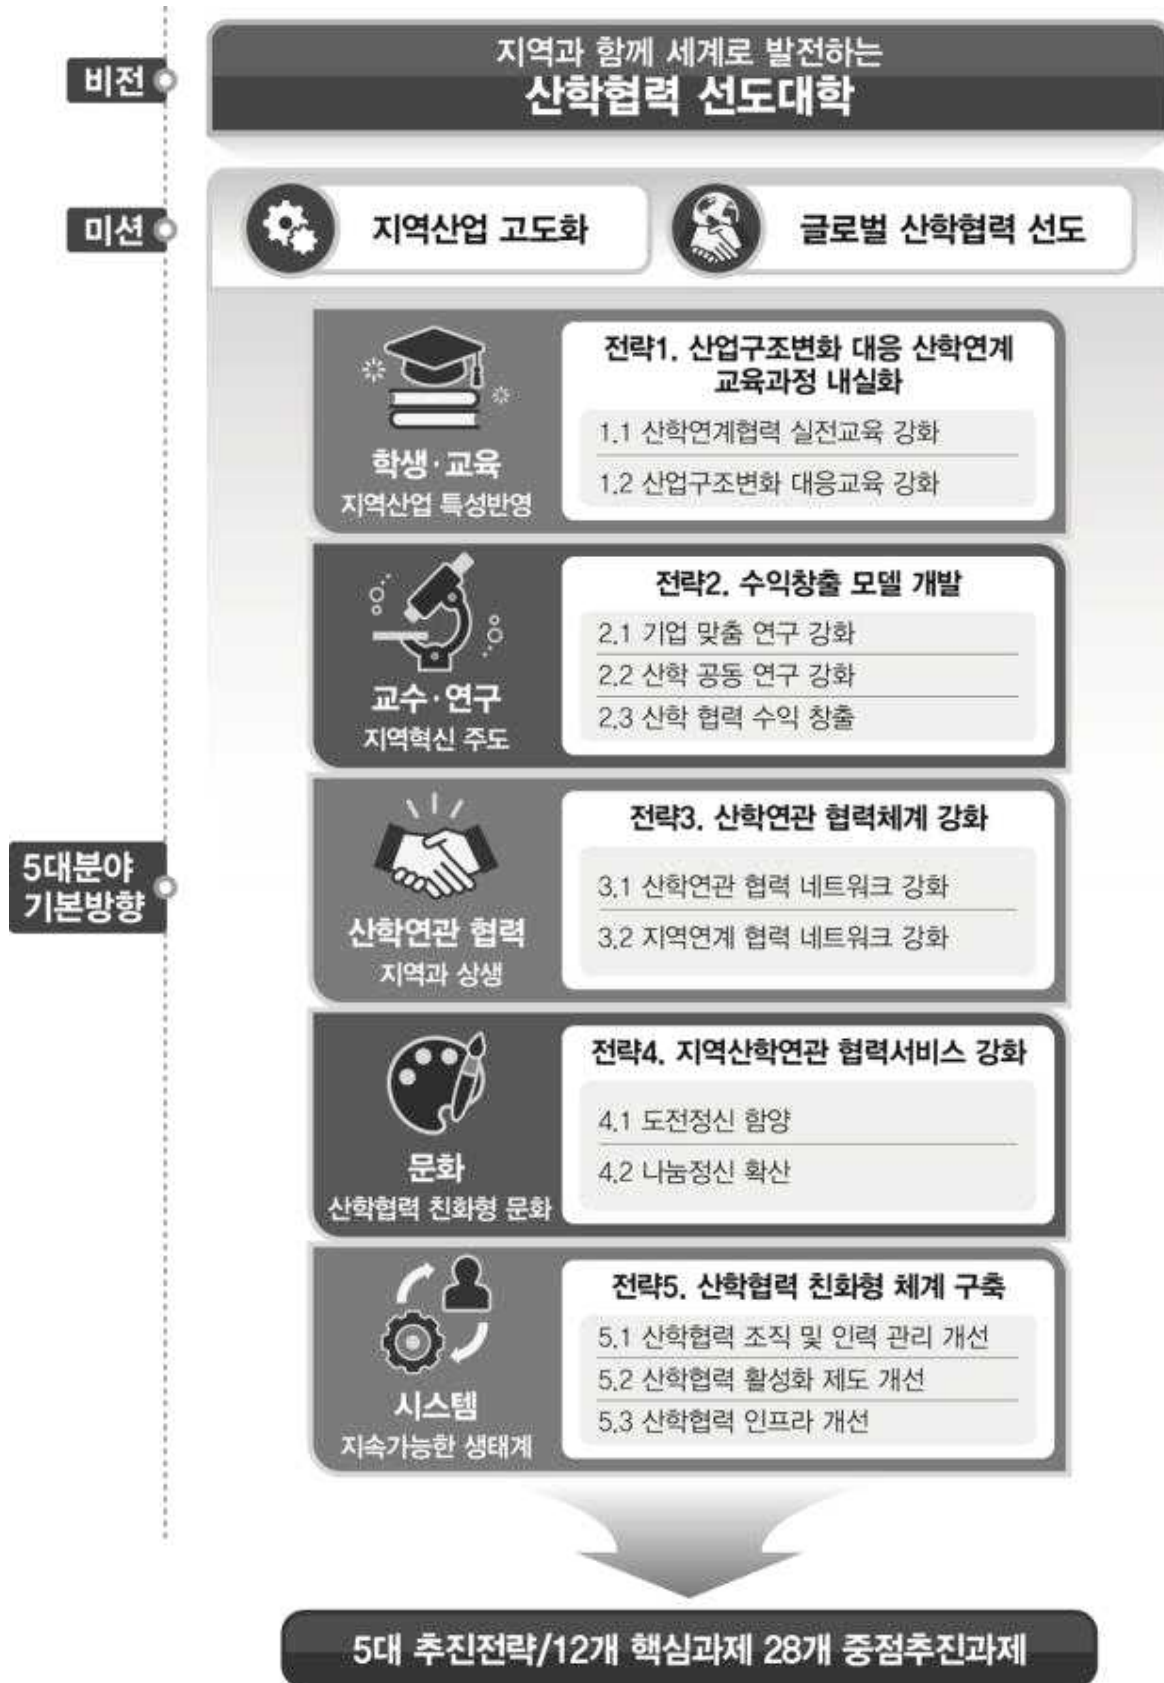 비전
지역과 함께 세계로 발전하는
산학협력 선도대학
미션
지역산업 고도화
글로벌 산학협력 선도
5대분야
기본방향
학생·교육
지역산업 특성반영
전략1. 산업구조변화 대응 산학연계
교육과정 내실화
1.1 산학연계협력 실전교육 강화
1.2 산업구조변화 대응교육 강화
교수·연구
지역혁신 주도
전략2. 수익창출 모델 개발
2.1 기업 맞춤 연구 강화
2.2 산학 공동 연구 강화
2.3 산학 협력 수익 창출
산학연관 협력
지역과 상생
전략3. 산학연관 협력체계 강화
3.1 산학연관 협력 네트워크 강화
3.2 지역연계 협력 네트워크 강화
문화
산학협력 친화형 문화
전략4. 지역산학연관 협력서비스 강화
4.1 도전정신 함양
4.2 나눔정신 확산
시스템
지속가능한 생태계
전략5. 산학협력 친화형 체계 구축
5.1 산학협력 조직 및 인력 관리 개선
5.2 산학협력 활성화 제도 개선
5.3 산학협력 인프라 개선
5대 추진전략/12개 핵심과제 28개 중점추진과제